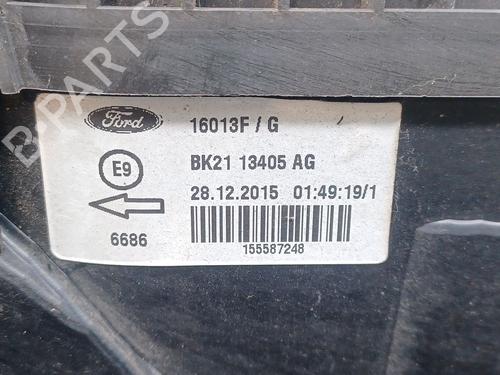 B-PARTS
Ford
16013F / G
E9
BK21 13405 AG
28.12.2015 01:49:19/1
6686
155587248